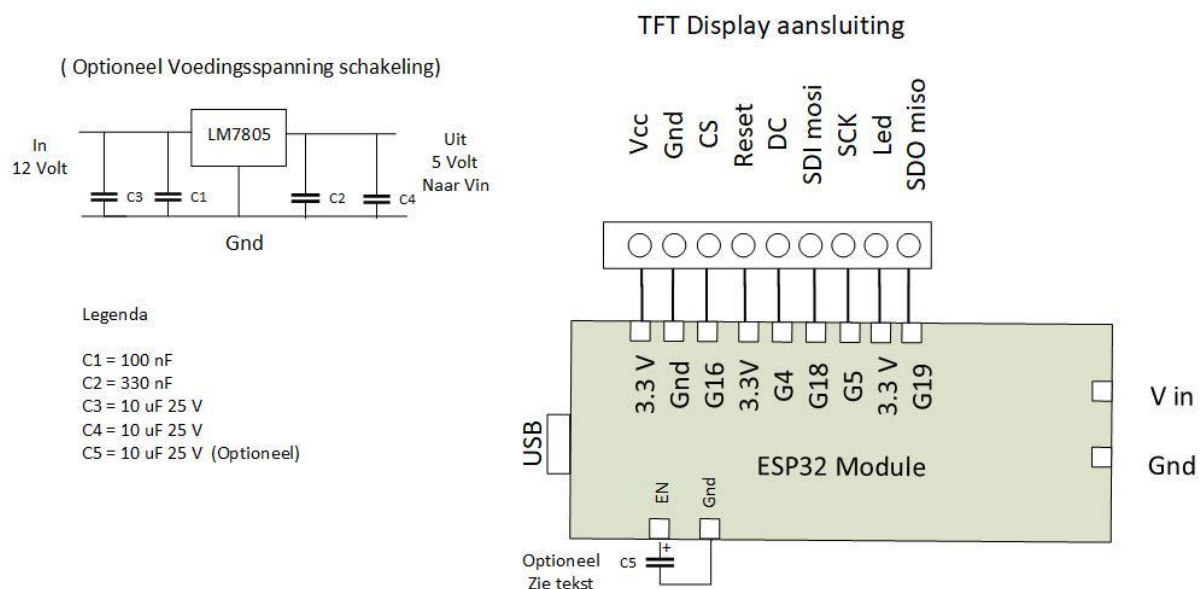 TFT Display aansluiting
( Optioneel Voedingsspanning schakeling)
LM7805
In
12 Volt
Uit
5 Volt
Naar Vin
C3
C1
C2
C4
Gnd
Legenda
C1 = 100 nF
C2 = 330 nF
C3 = 10 uF 25 V
C4 = 10 uF 25 V
C5 = 10 uF 25 V (Optioneel)
Vcc
Gnd
CS
Reset
DC
SDI mosi
SCK
Led
SDO miso
3.3 V
Gnd
G16
3.3V
G4
G18
G5
3.3 V
G19
USB
ESP32 Module
V in
Gnd
EN
Gnd
+
C5
Optioneel
Zie tekst